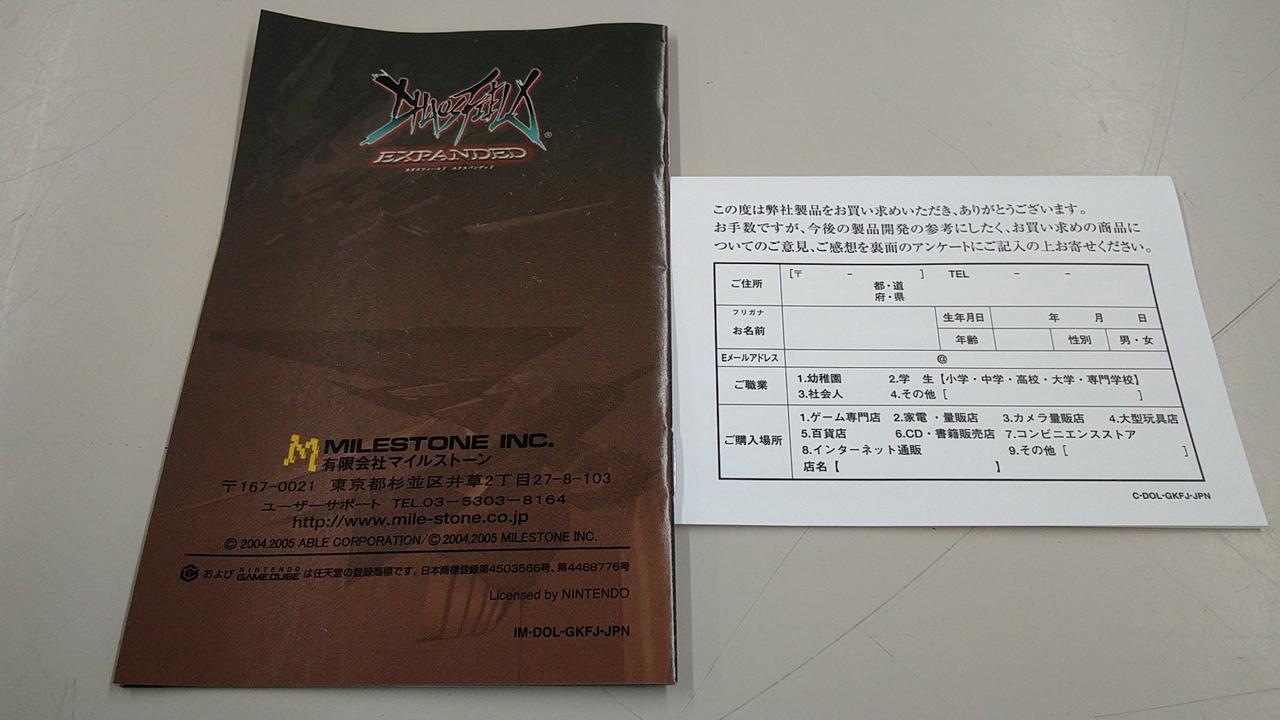 CHAOS FIELD
®
EXPANDED
カオスフィールド エクスパンデッド
MILESTONE INC.
有限会社マイルストーン
〒167-0021 東京都杉並区井草2丁目27-8-103
ユーザーサポート TEL.03-5303-8164
http://www.mile-stone.co.jp
© 2004,2005 ABLE CORPORATION/© 2004,2005 MILESTONE INC.
および NINTENDO GAMECUBE は任天堂の登録商標です。日本商標登録第4503566号、第4468776号
Licensed by NINTENDO
IM-DOL-GKFJ-JPN
この度は弊社製品をお買い求めいただき、ありがとうございます。
お手数ですが、今後の製品開発の参考にしたく、お買い求めの商品に
ついてのご意見、ご感想を裏面のアンケートにご記入の上お寄せください。
ご住所 [〒 - ] TEL - -
都・道
府・県
フリガナ
お名前 生年月日 年 月 日
年齢 性別 男・女
Eメールアドレス @
ご職業 1.幼稚園 2.学 生【小学・中学・高校・大学・専門学校】
3.社会人 4.その他 [ ]
ご購入場所 1.ゲーム専門店 2.家電・量販店 3.カメラ量販店 4.大型玩具店
5.百貨店 6.CD・書籍販売店 7.コンビニエンスストア
8.インターネット通販 9.その他 [ ]
店名【 】
C-DOL-GKFJ-JPN